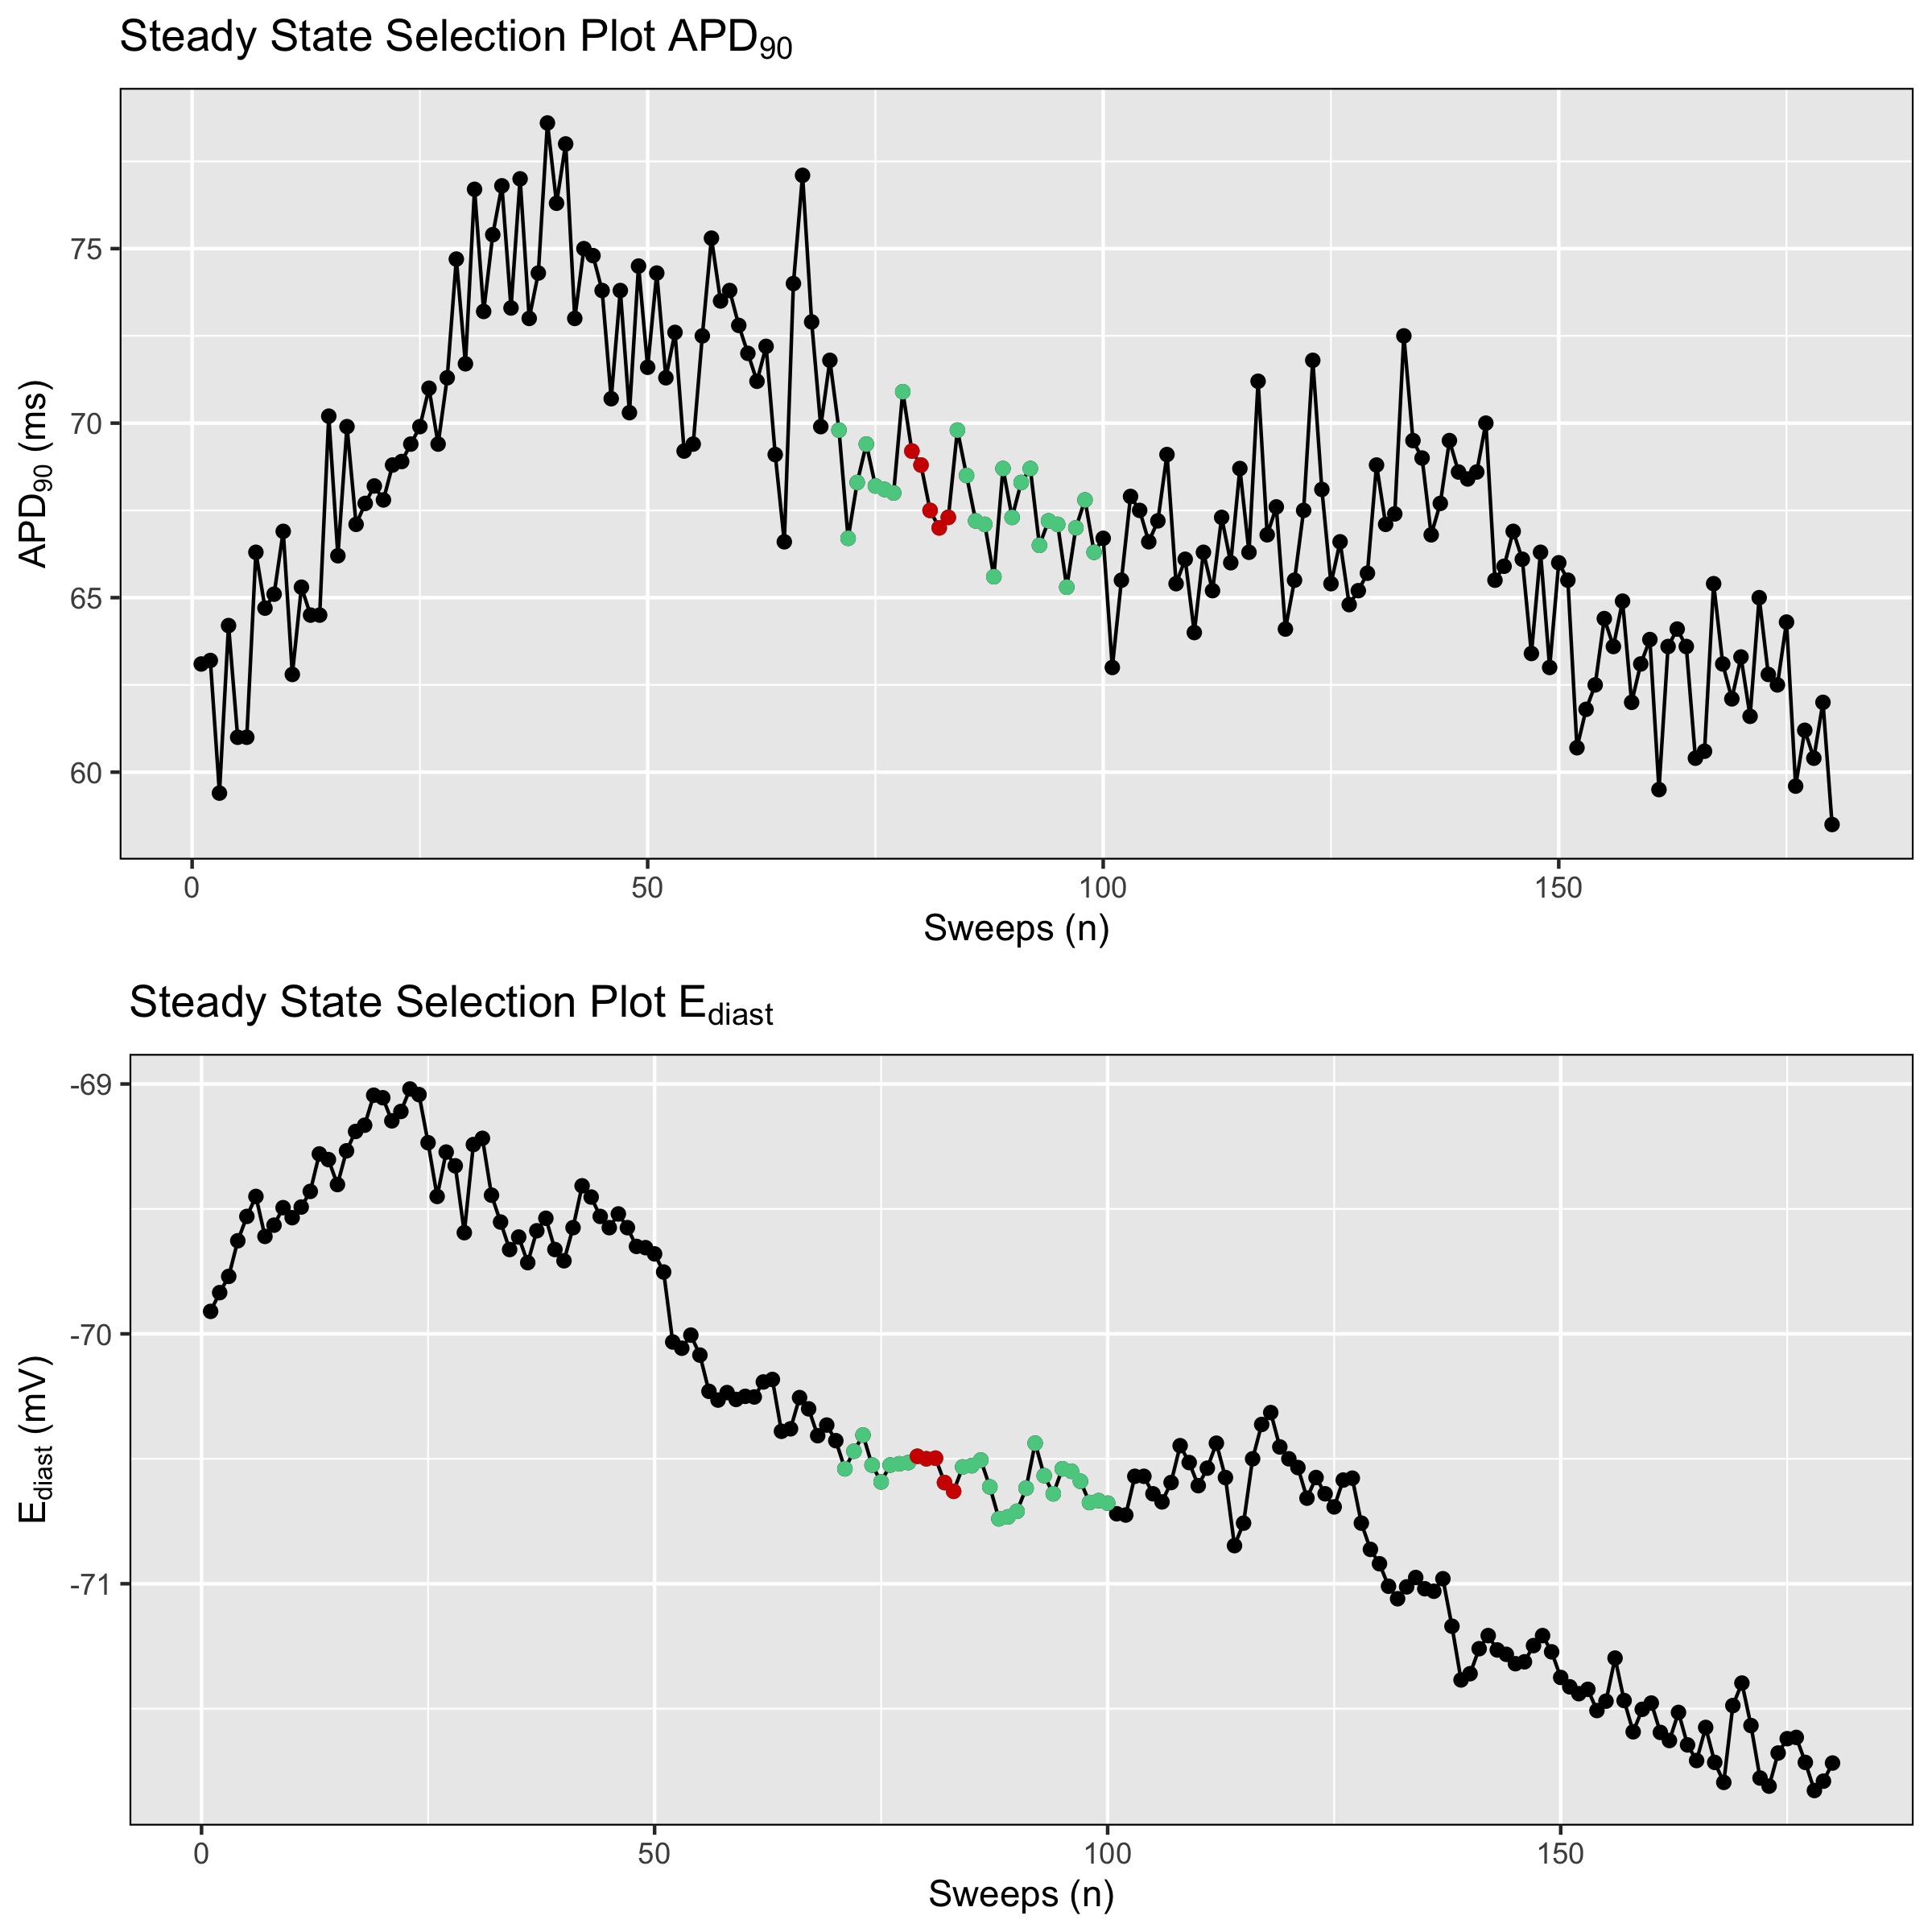 Steady State Selection Plot APD90
75
70
65
60
APD90 (ms)
0 50 100 150
Sweeps (n)
Steady State Selection Plot Ediast
-69
-70
-71
Ediast (mV)
0 50 100 150
Sweeps (n)